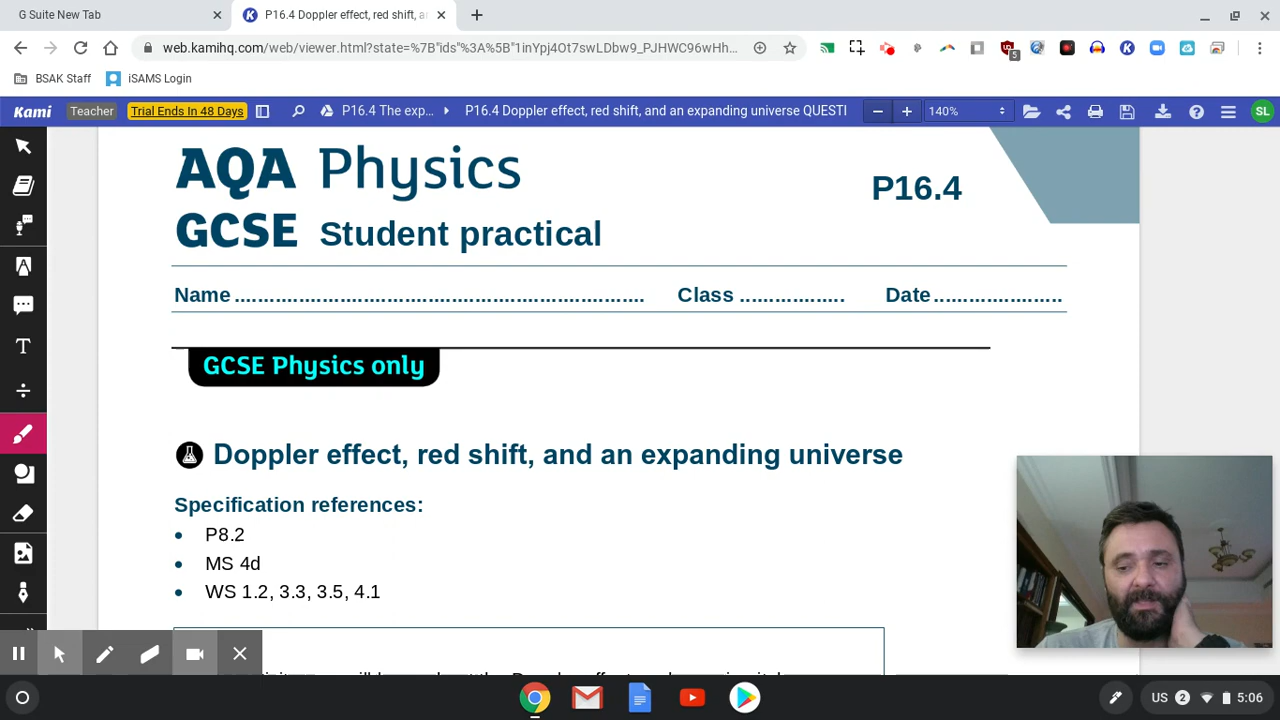 G Suite New Tab
P16.4 Doppler effect, red shift, a
web.kamihq.com/web/viewer.html?state=%7B"ids"%3A%5B"1inYpj4Ot7swLDbw9_PJHWC96wHh...
5
BSAK Staff
iSAMS Login
Kami
Teacher
Trial Ends In 48 Days
P16.4 The exp...
P16.4 Doppler effect, red shift, and an expanding universe QUESTI
140%
SL
AQA Physics
P16.4
GCSE Student practical
Name
Class
Date
GCSE Physics only
Doppler effect, red shift, and an expanding universe
Specification references:
• P8.2
• MS 4d
• WS 1.2, 3.3, 3.5, 4.1
US
2
5:06